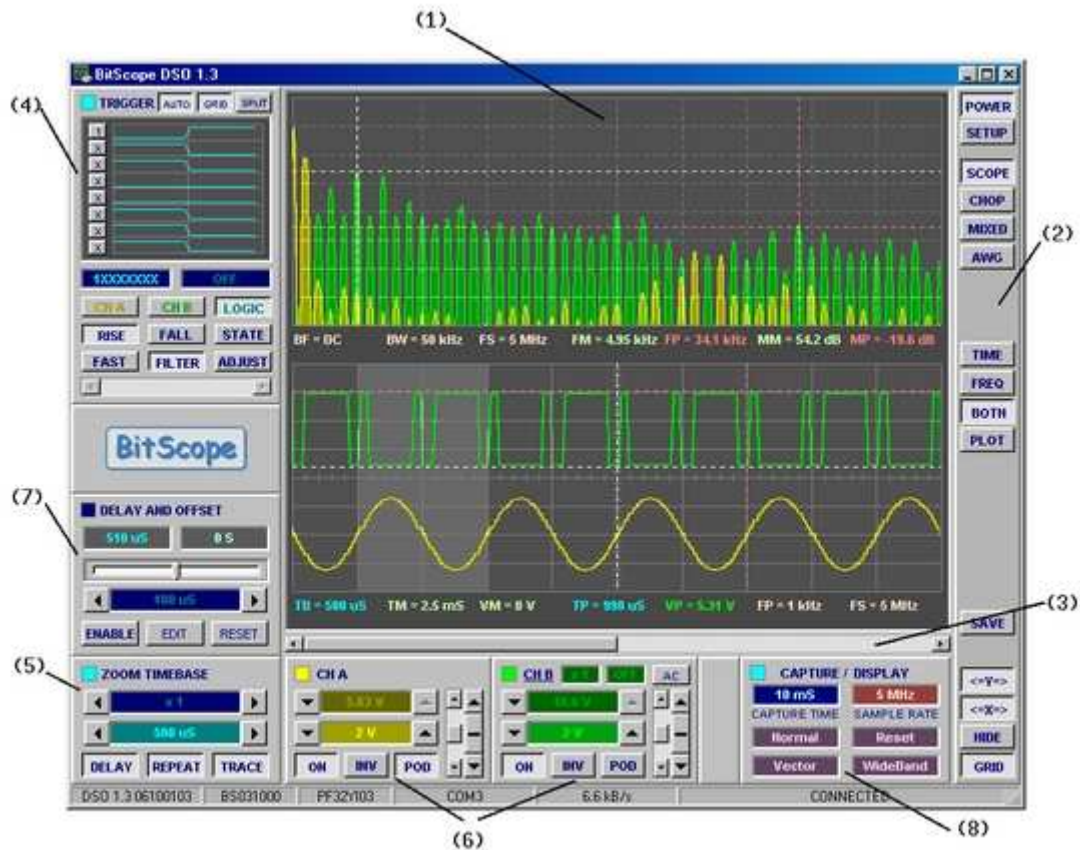 (1)
BitScope DSO 1.3
(4)
TRIGGER AUTO GRID SPLIT
POWER
SETUP
1
X
X
X
X
X
X
X
SCOPE
CHOP
MIXED
AWG
(2)
1XXXXXXX OFF
CH A CH B LOGIC
RISE FALL STATE
FAST FILTER ADJUST
BF = DC BW = 50 kHz FS = 5 MHz FM = 4.95 kHz FP = 34.1 kHz MM = 54.2 dB MP = -19.6 dB
TIME
FREQ
BOTH
PLOT
BitScope
(7)
DELAY AND OFFSET
510 uS 0 S
100 uS
ENABLE EDIT RESET
TB = 500 uS TM = 2.5 mS VM = 0 V TP = 990 uS VP = 5.31 V FP = 1 kHz FS = 5 MHz
(3)
SAVE
(5)
ZOOM TIMEBASE
x 1
500 uS
DELAY REPEAT TRACE
CH A
2 V
ON INV POD
CH B AC
2 V
ON INV POD
CAPTURE / DISPLAY
10 mS 5 MHz
CAPTURE TIME SAMPLE RATE
Normal Reset
Vector WideBand
<=Y=>
<=X=>
HIDE
GRID
DSO 1.3 06100103 BS031000 PF32Y103 COM3 6.6 kB/s CONNECTED
(6)
(8)